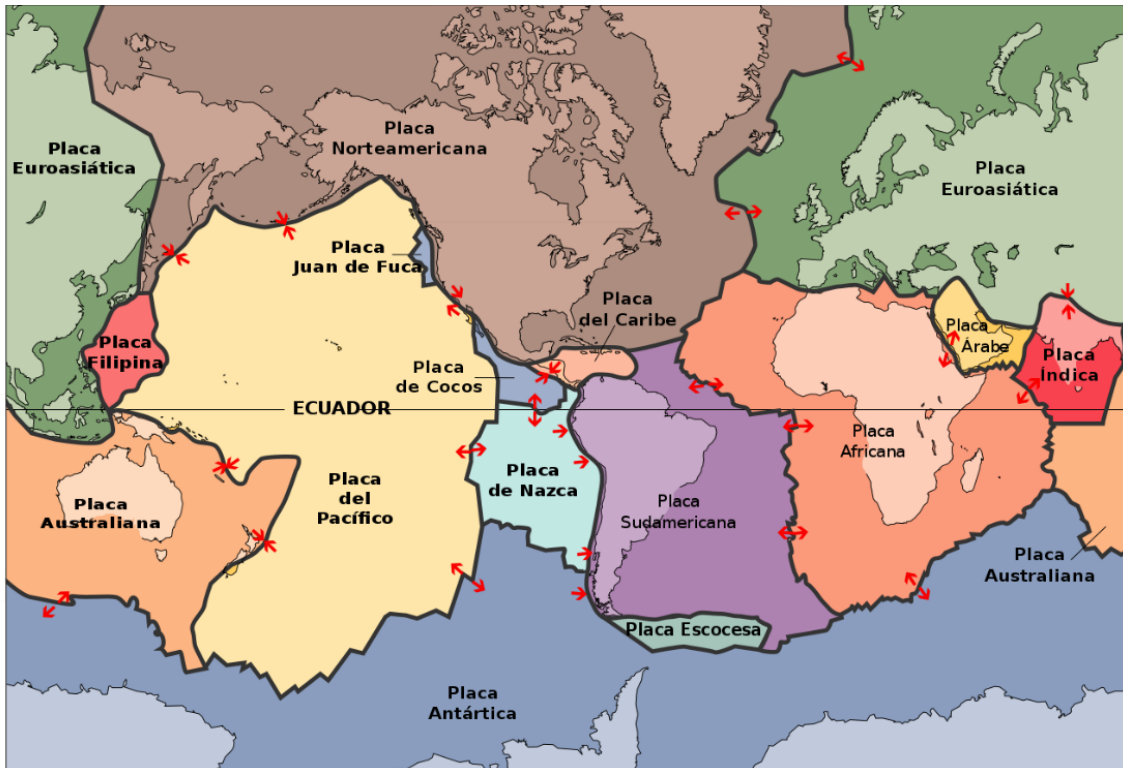 Placa
Euroasiática
Placa
Norteamericana
Placa
Euroasiática
Placa
Juan de Fuca
Placa
del Caribe
Placa
Filipina
Placa
Árabe
Placa
Índica
Placa
de Cocos
ECUADOR
Placa
Africana
Placa
Australiana
Placa
del
Pacífico
Placa
de Nazca
Placa
Sudamericana
Placa
Australiana
Placa Escocesa
Placa
Antártica